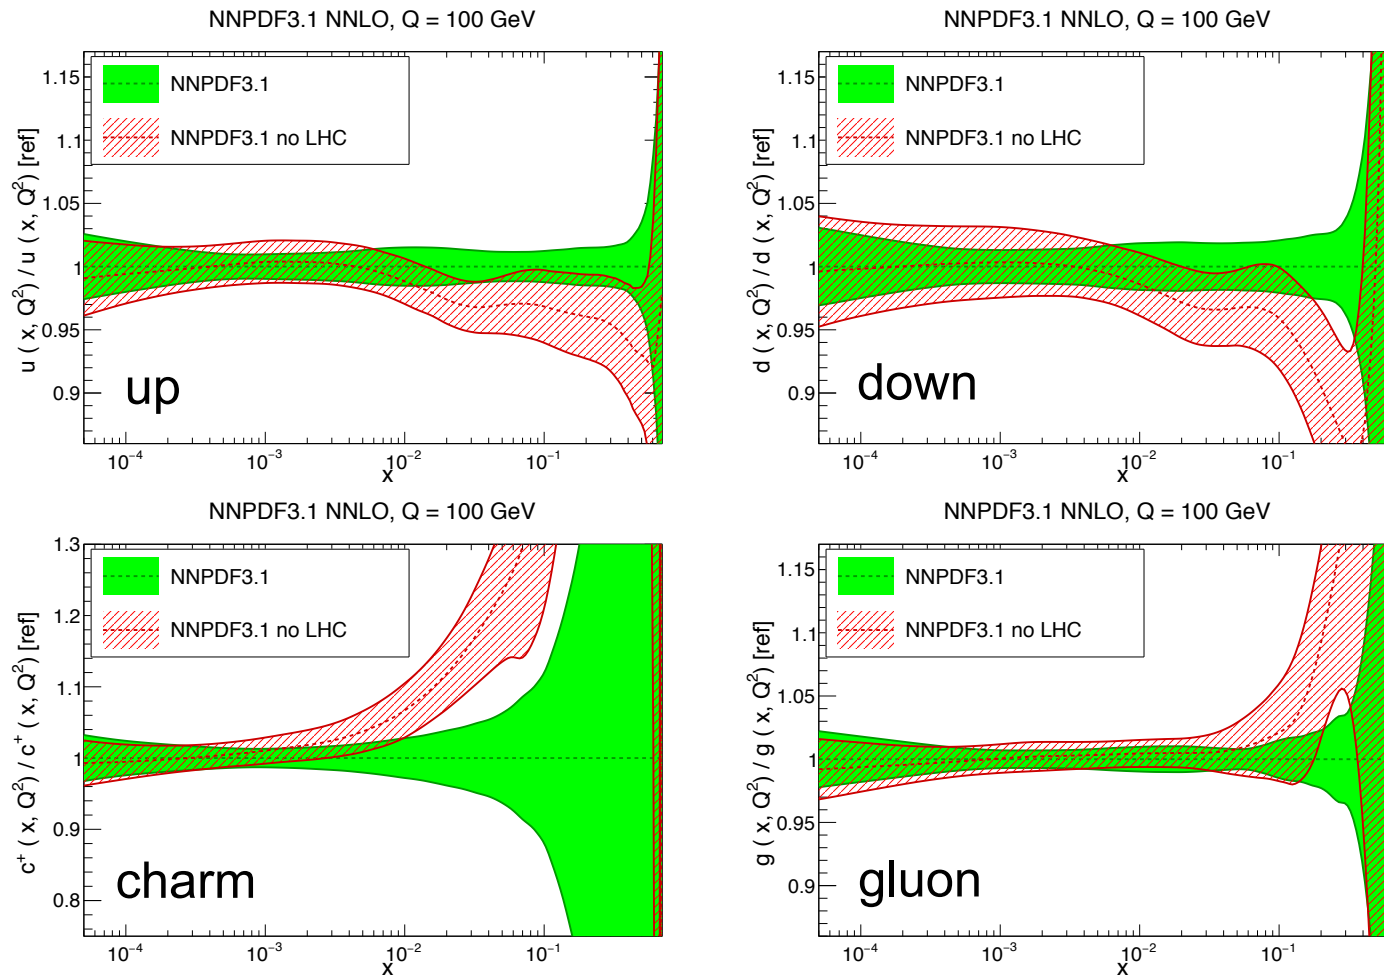 NNPDF3.1 NNLO, Q = 100 GeV
1.15
1.1
1.05
1
0.95
0.9
u ( x, Q²) / u ( x, Q²) [ref]
NNPDF3.1
NNPDF3.1 no LHC
up
10⁻⁴ 10⁻³ 10⁻² 10⁻¹
x
NNPDF3.1 NNLO, Q = 100 GeV
1.15
1.1
1.05
1
0.95
0.9
d ( x, Q²) / d ( x, Q²) [ref]
NNPDF3.1
NNPDF3.1 no LHC
down
10⁻⁴ 10⁻³ 10⁻² 10⁻¹
x
NNPDF3.1 NNLO, Q = 100 GeV
1.3
1.2
1.1
1
0.9
0.8
c⁺ ( x, Q²) / c⁺ ( x, Q²) [ref]
NNPDF3.1
NNPDF3.1 no LHC
charm
10⁻⁴ 10⁻³ 10⁻² 10⁻¹
x
NNPDF3.1 NNLO, Q = 100 GeV
1.15
1.1
1.05
1
0.95
0.9
g ( x, Q²) / g ( x, Q²) [ref]
NNPDF3.1
NNPDF3.1 no LHC
gluon
10⁻⁴ 10⁻³ 10⁻² 10⁻¹
x